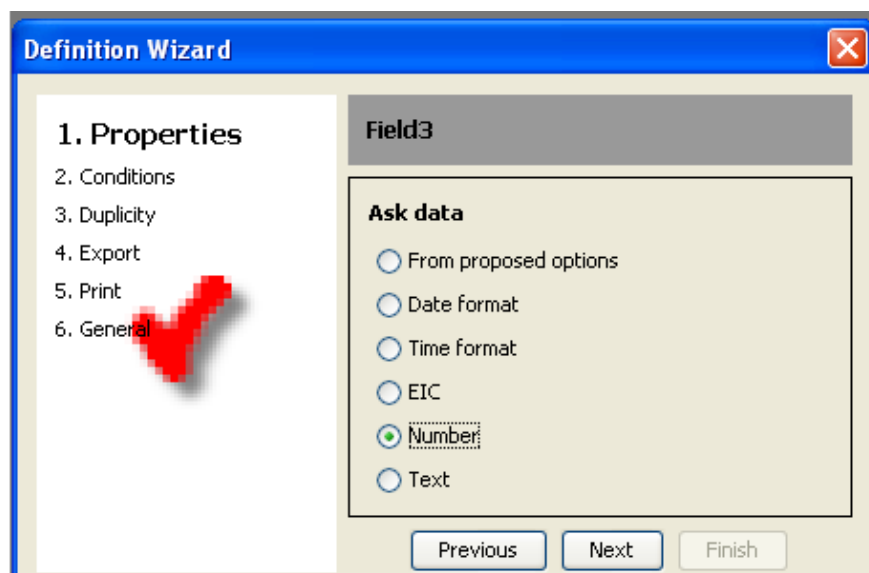 Definition Wizard
1. Properties
2. Conditions
3. Duplicity
4. Export
5. Print
6. General
Field3
Ask data
From proposed options
Date format
Time format
EIC
Number
Text
Previous
Next
Finish